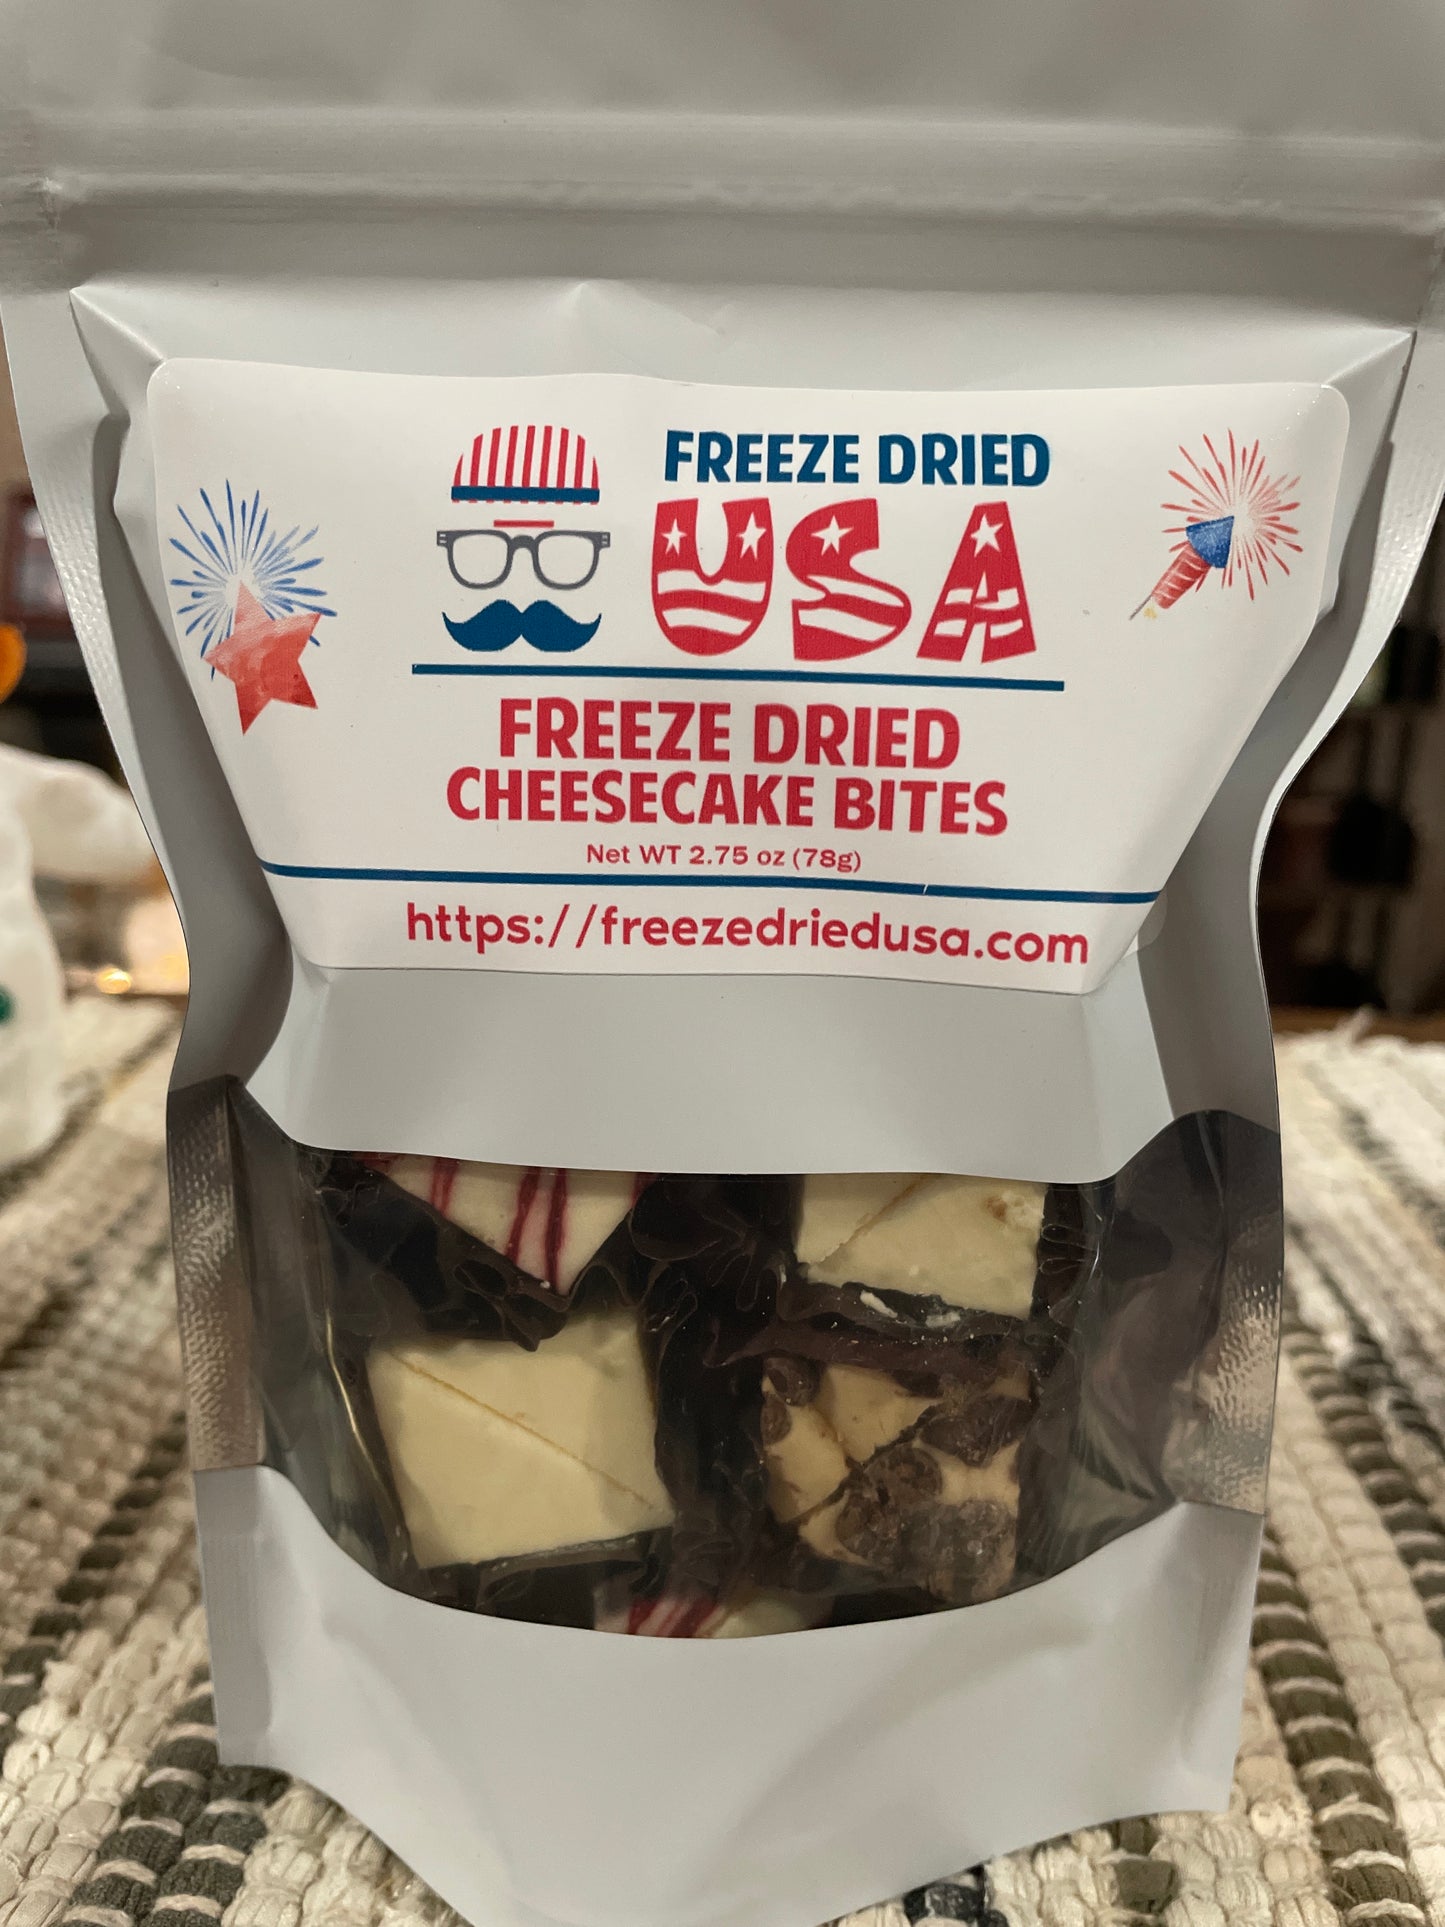 FREEZE DRIED
USA
FREEZE DRIED
CHEESECAKE BITES
Net WT 2.75 oz (78g)
https://freezedriedusa.com